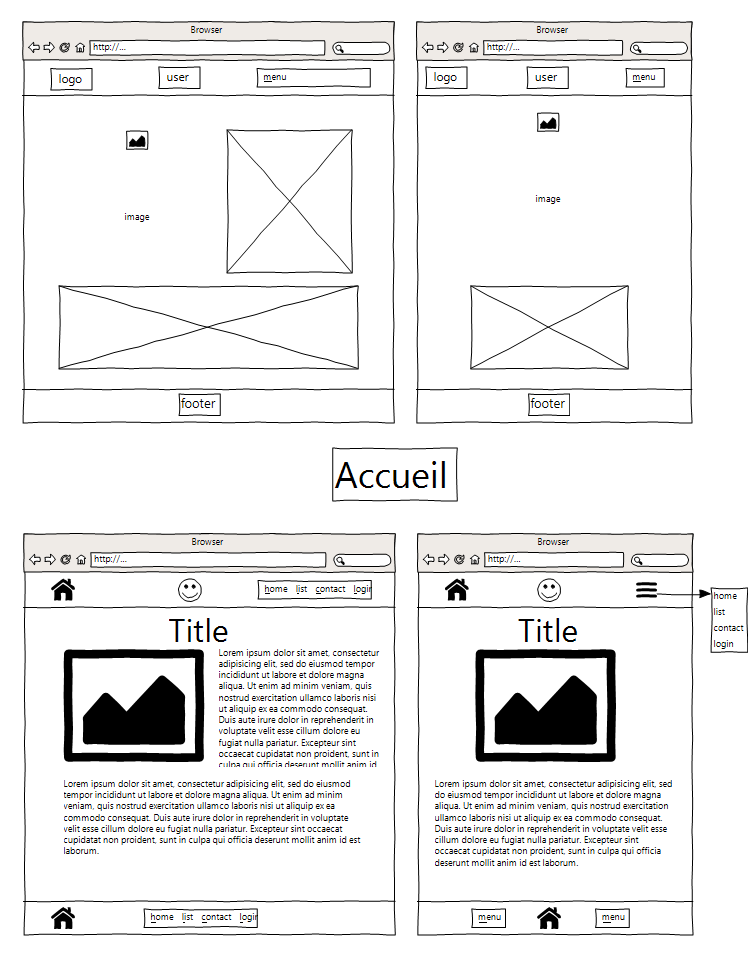 Browser
http://...
logo
user
menu
image
footer
Browser
http://...
logo
user
menu
image
footer
Accueil
Browser
http://...
home list contact login
Title
Lorem ipsum dolor sit amet, consectetur
adipisicing elit, sed do eiusmod tempor
incididunt ut labore et dolore magna
aliqua. Ut enim ad minim veniam, quis
nostrud exercitation ullamco laboris nisi
ut aliquip ex ea commodo consequat.
Duis aute irure dolor in reprehenderit in
voluptate velit esse cillum dolore eu
fugiat nulla pariatur. Excepteur sint
occaecat cupidatat non proident, sunt in
culpa qui officia deserunt mollit anim id
Lorem ipsum dolor sit amet, consectetur adipisicing elit, sed do eiusmod
tempor incididunt ut labore et dolore magna aliqua. Ut enim ad minim
veniam, quis nostrud exercitation ullamco laboris nisi ut aliquip ex ea
commodo consequat. Duis aute irure dolor in reprehenderit in voluptate
velit esse cillum dolore eu fugiat nulla pariatur. Excepteur sint occaecat
cupidatat non proident, sunt in culpa qui officia deserunt mollit anim id est
laborum.
home list contact login
Browser
http://...
home
list
contact
login
Title
Lorem ipsum dolor sit amet, consectetur adipisicing elit, sed
do eiusmod tempor incididunt ut labore et dolore magna
aliqua. Ut enim ad minim veniam, quis nostrud exercitation
ullamco laboris nisi ut aliquip ex ea commodo consequat.
Duis aute irure dolor in reprehenderit in voluptate velit esse
cillum dolore eu fugiat nulla pariatur. Excepteur sint
occaecat cupidatat non proident, sunt in culpa qui officia
deserunt mollit anim id est laborum.
menu
menu